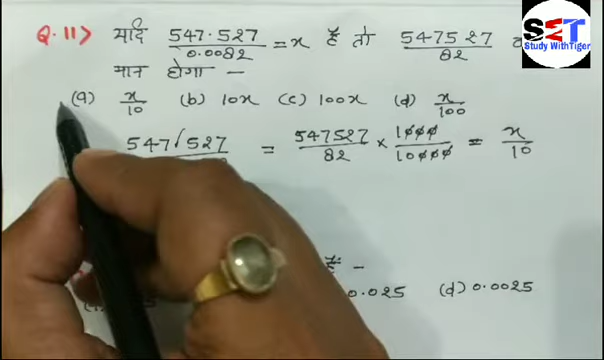 Q.11> यदि 547.527/0.0082 = x है तो 547527/82
मान होगा —
(a) x/10 (b) 10x (c) 100x (d) x/100
547/527 = 547527/82 × 1000/10000 = x/10
है —
0.025 (d) 0.0025
SET
Study WithTiger